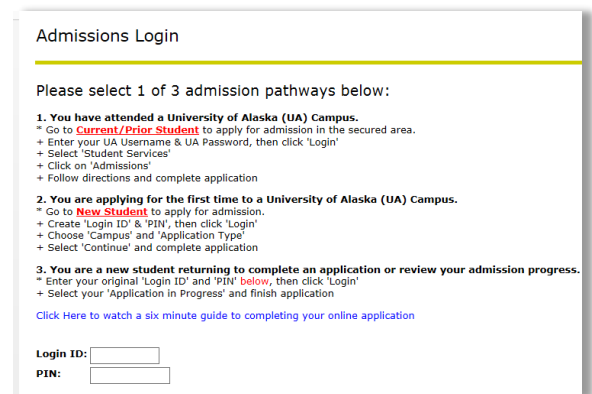 Admissions Login
Please select 1 of 3 admission pathways below:
1. You have attended a University of Alaska (UA) Campus.
* Go to Current/Prior Student to apply for admission in the secured area.
+ Enter your UA Username & UA Password, then click 'Login'
+ Select 'Student Services'
+ Click on 'Admissions'
+ Follow directions and complete application
2. You are applying for the first time to a University of Alaska (UA) Campus.
* Go to New Student to apply for admission.
+ Create 'Login ID' & 'PIN', then click 'Login'
+ Choose 'Campus' and 'Application Type'
+ Select 'Continue' and complete application
3. You are a new student returning to complete an application or review your admission progress.
* Enter your original 'Login ID' and 'PIN' below, then click 'Login'
+ Select your 'Application in Progress' and finish application
Click Here to watch a six minute guide to completing your online application
Login ID:
PIN: